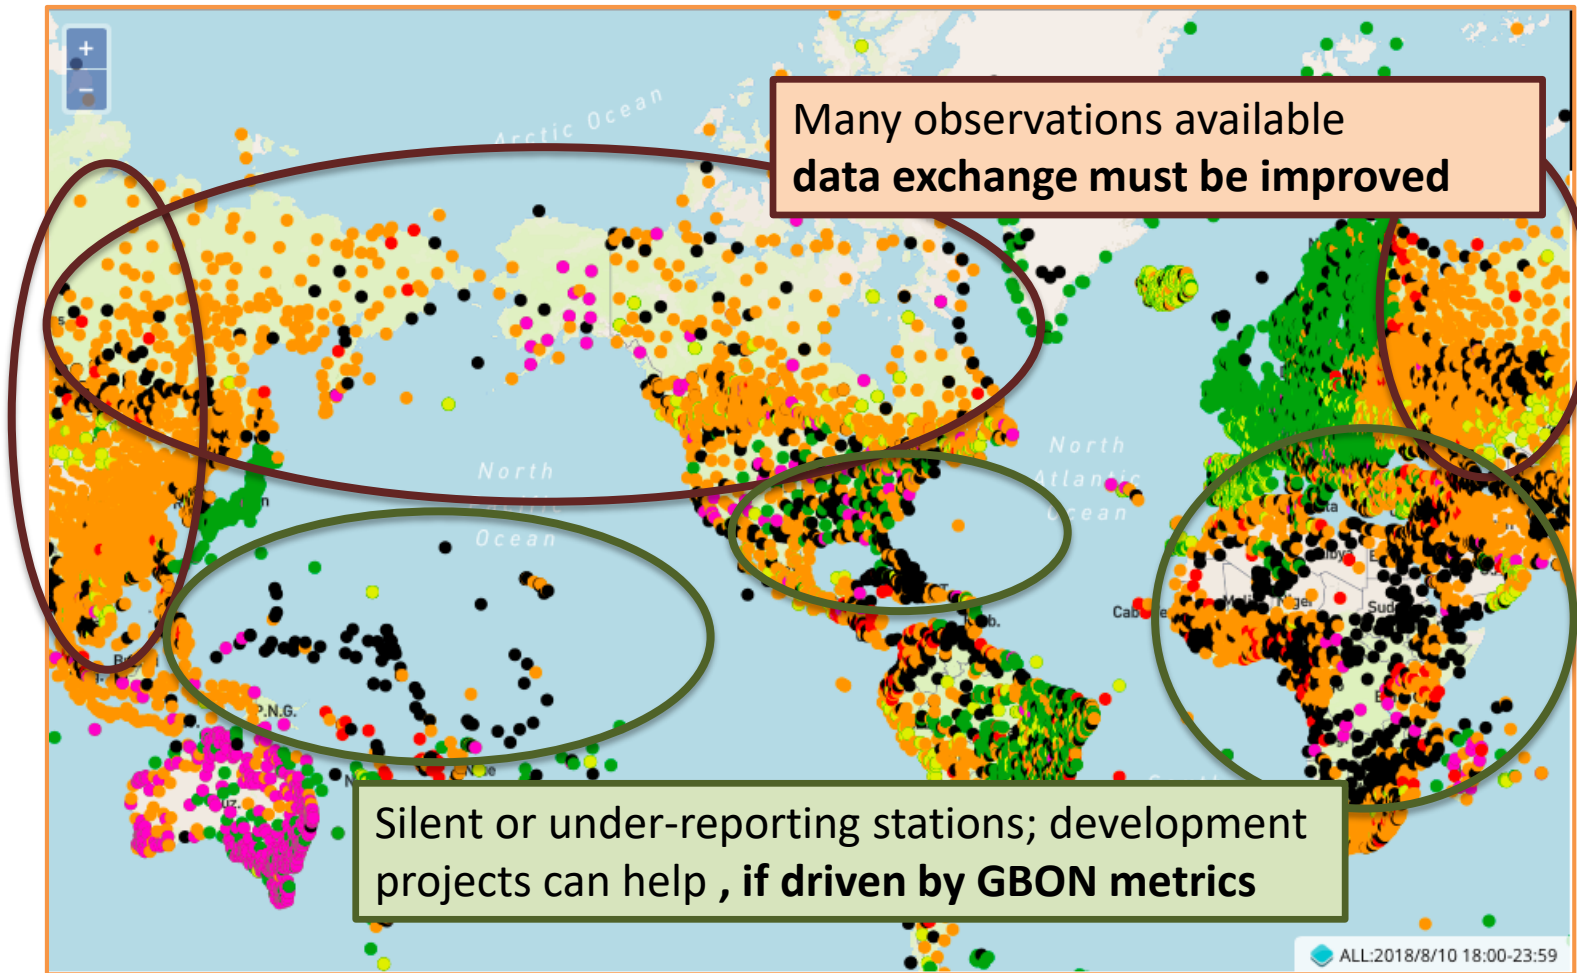 +
−
Arctic Ocean
Many observations available
data exchange must be improved
North
Pacific
Ocean
North
Atlantic
Ocean
P.N.G.
Silent or under-reporting stations; development
projects can help , if driven by GBON metrics
ALL:2018/8/10 18:00-23:59